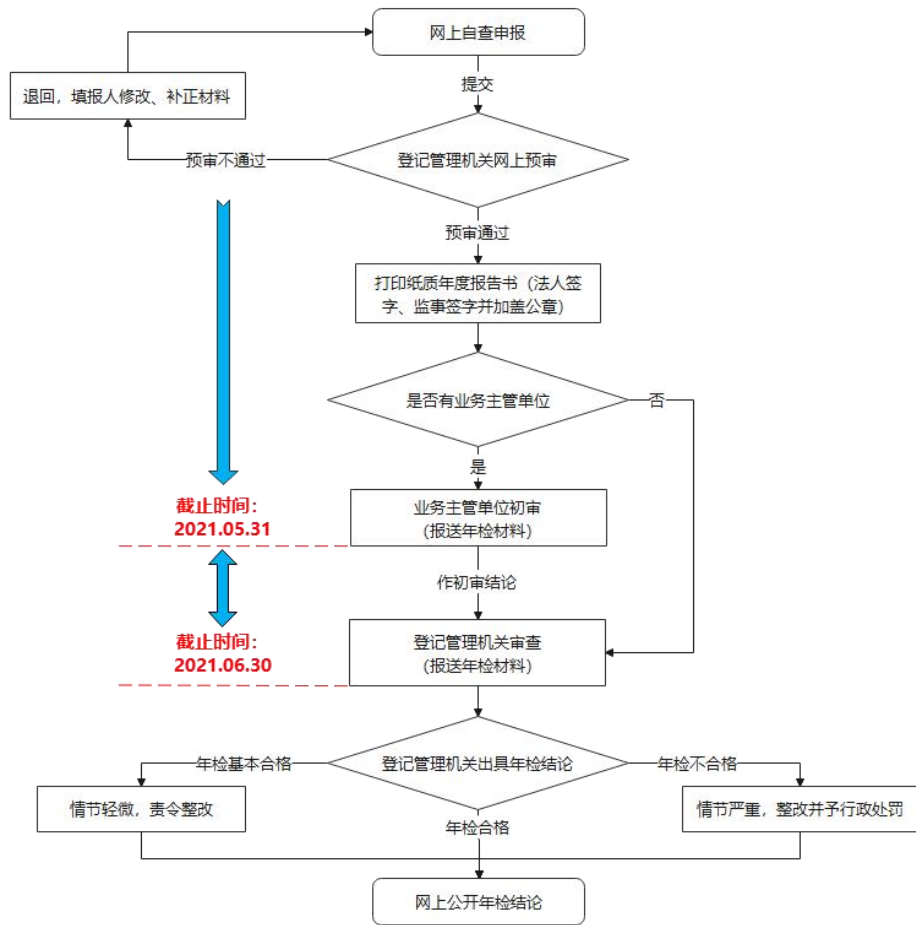 网上自查申报
提交
退回，填报人修改、补正材料
预审不通过
登记管理机关网上预审
预审通过
打印纸质年度报告书（法人签
字、监事签字并加盖公章）
是否有业务主管单位
否
是
截止时间：
2021.05.31
业务主管单位初审
（报送年检材料）
作初审结论
截止时间：
2021.06.30
登记管理机关审查
（报送年检材料）
年检基本合格
登记管理机关出具年检结论
年检不合格
情节轻微，责令整改
年检合格
情节严重，整改并予行政处罚
网上公开年检结论